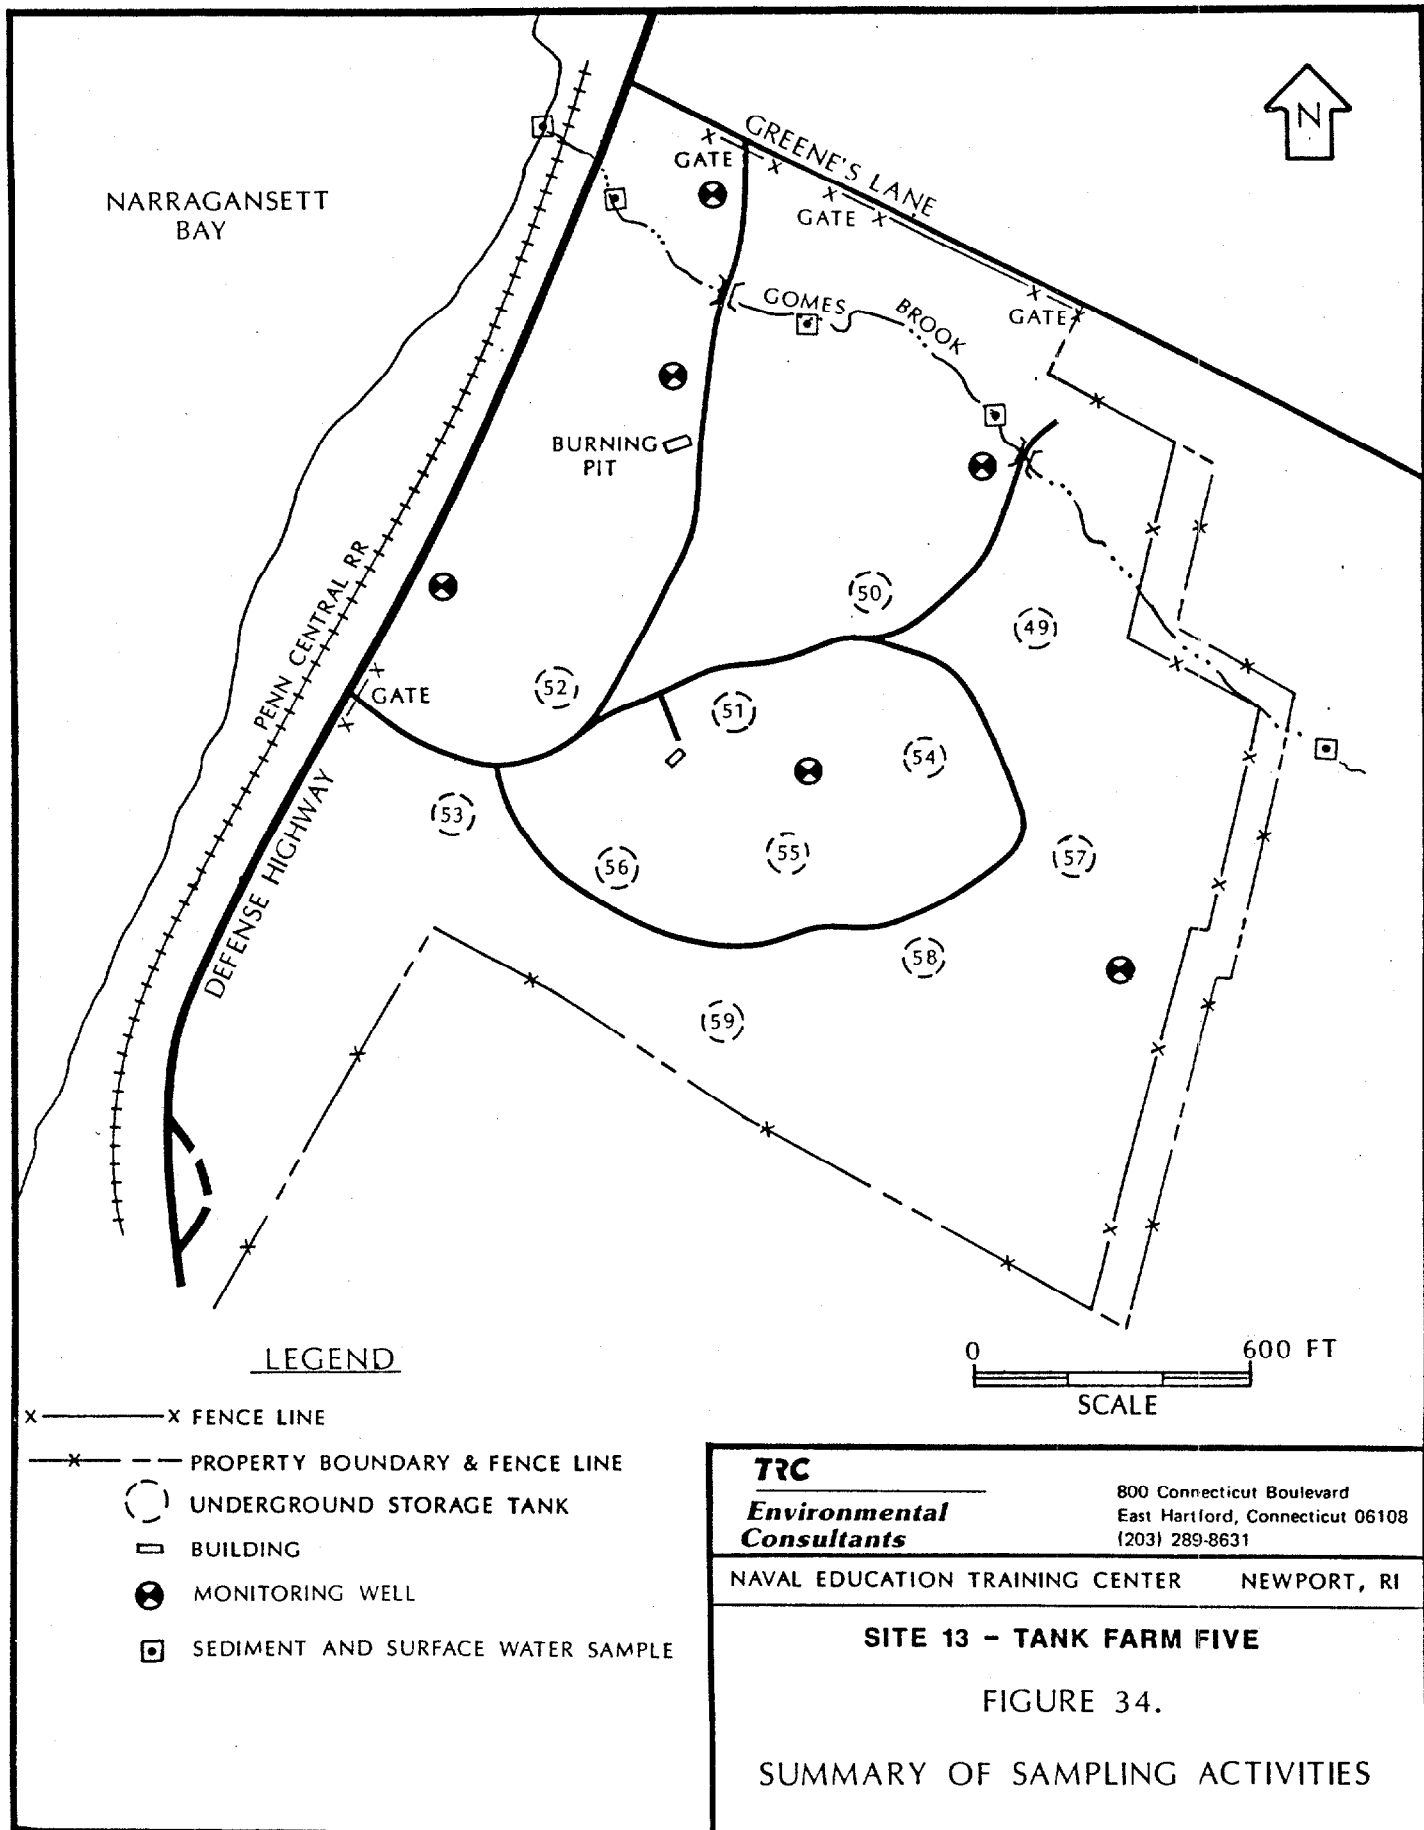 N
GREENE'S LANE
GATE
GATE
GATE
NARRAGANSETT
BAY
GOMES BROOK
BURNING
PIT
PENN CENTRAL RR
50
49
52
GATE
51
54
53
DEFENSE HIGHWAY
56
55
57
58
59
LEGEND
0 600 FT
SCALE
x x FENCE LINE
x PROPERTY BOUNDARY & FENCE LINE
UNDERGROUND STORAGE TANK
BUILDING
MONITORING WELL
SEDIMENT AND SURFACE WATER SAMPLE
TRC
Environmental
Consultants
800 Connecticut Boulevard
East Hartford, Connecticut 06108
(203) 289-8631
NAVAL EDUCATION TRAINING CENTER NEWPORT, RI
SITE 13 - TANK FARM FIVE
FIGURE 34.
SUMMARY OF SAMPLING ACTIVITIES